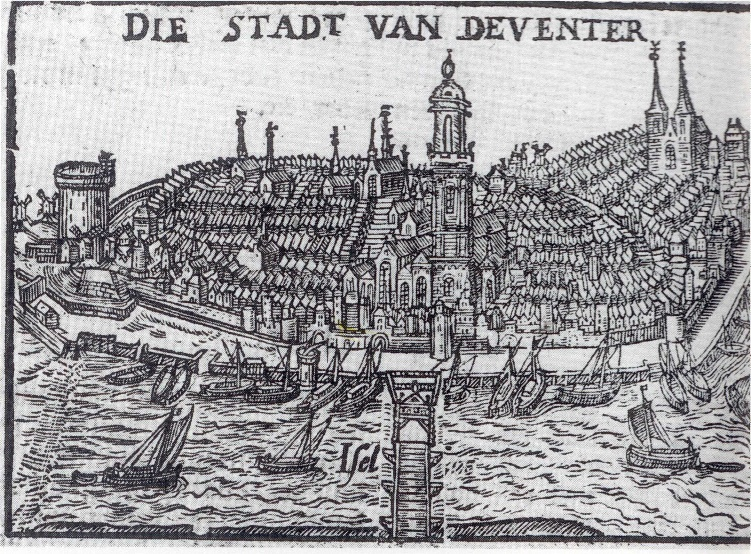 DIE STADT VAN DEVENTER
Isel